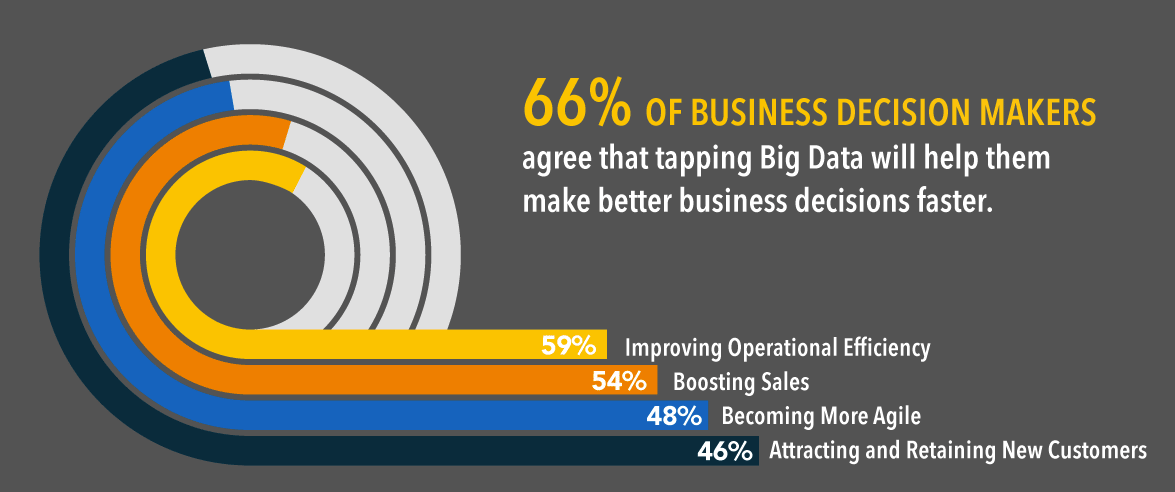 66% OF BUSINESS DECISION MAKERS
agree that tapping Big Data will help them
make better business decisions faster.
59% Improving Operational Efficiency
54% Boosting Sales
48% Becoming More Agile
46% Attracting and Retaining New Customers